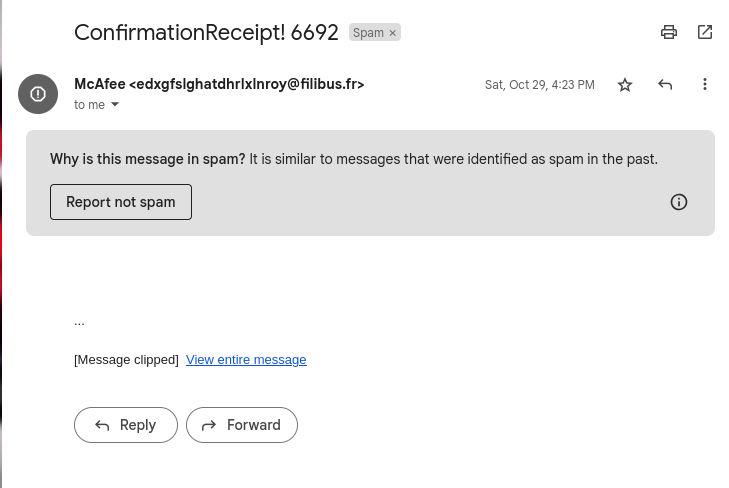 ConfirmationReceipt! 6692 Spam ×
McAfee <edxgfslghatdhrlxlnroy@filibus.fr> Sat, Oct 29, 4:23 PM
to me
Why is this message in spam? It is similar to messages that were identified as spam in the past.
Report not spam
...
[Message clipped] View entire message
Reply Forward